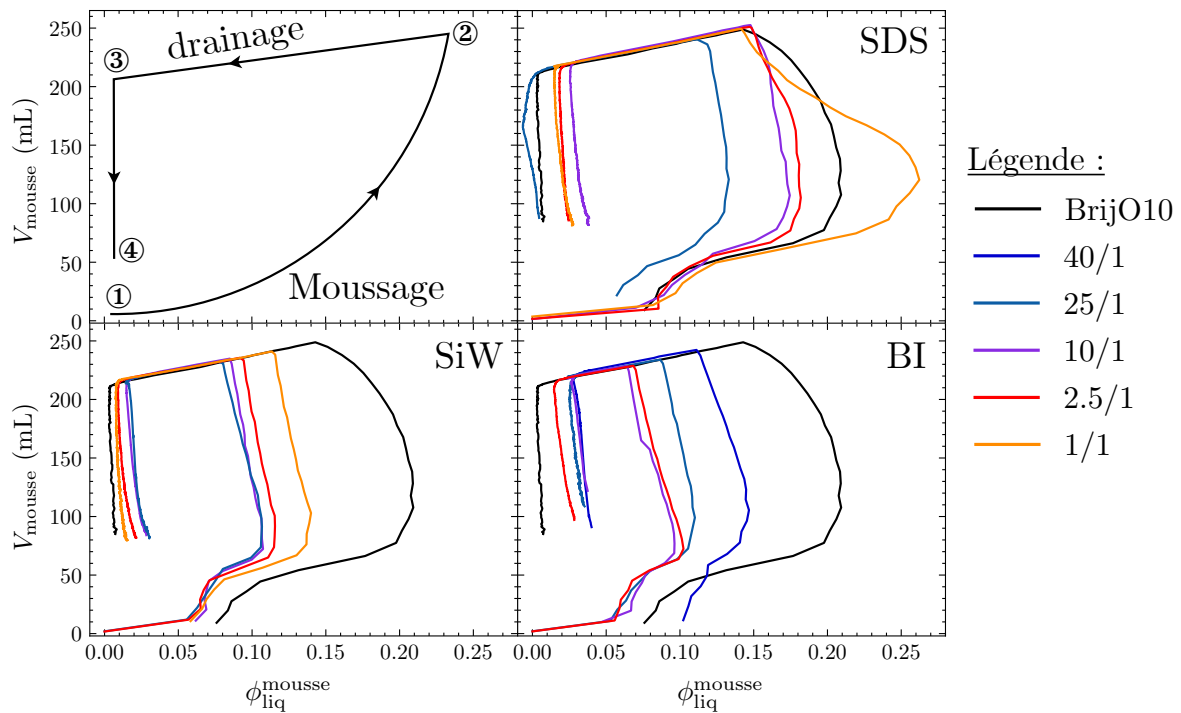 drainage
①
②
③
④
Moussage
V_mousse (mL)
0
50
100
150
200
250
SDS
SiW
V_mousse (mL)
0
50
100
150
200
250
0.00 0.05 0.10 0.15 0.20 0.25
ϕ_liq^mousse
BI
0.00 0.05 0.10 0.15 0.20 0.25
ϕ_liq^mousse
Légende :
BrijO10
40/1
25/1
10/1
2.5/1
1/1